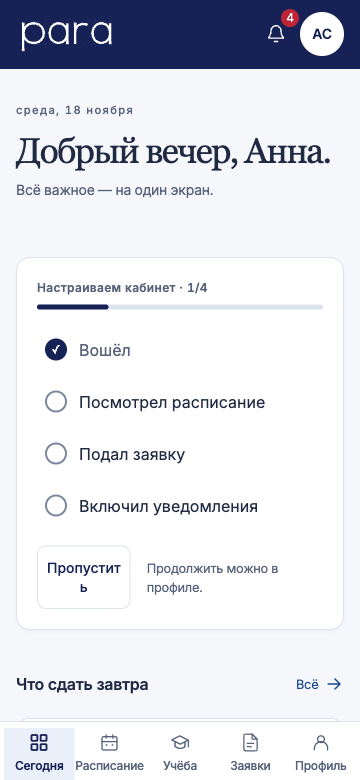 para
4
АС
среда, 18 ноября
Добрый вечер, Анна.
Всё важное — на один экран.
Настраиваем кабинет · 1/4
Вошёл
Посмотрел расписание
Подал заявку
Включил уведомления
Пропустит
ь
Продолжить можно в
профиле.
Что сдать завтра
Всё →
Сегодня
Расписание
Учёба
Заявки
Профиль